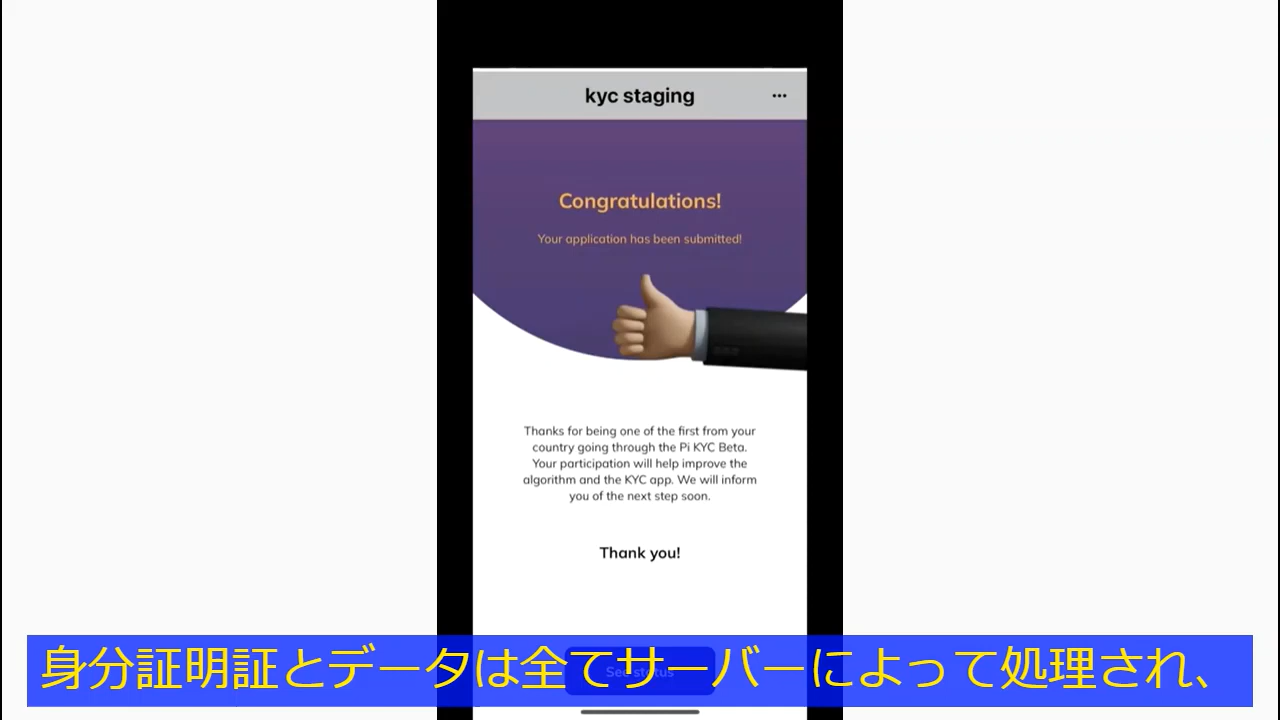 kyc staging
Congratulations!
Your application has been submitted!
Thanks for being one of the first from your
country going through the Pi KYC Beta.
Your participation will help improve the
algorithm and the KYC app. We will inform
you of the next step soon.
Thank you!
See status
身分証明証とデータは全てサーバーによって処理され、